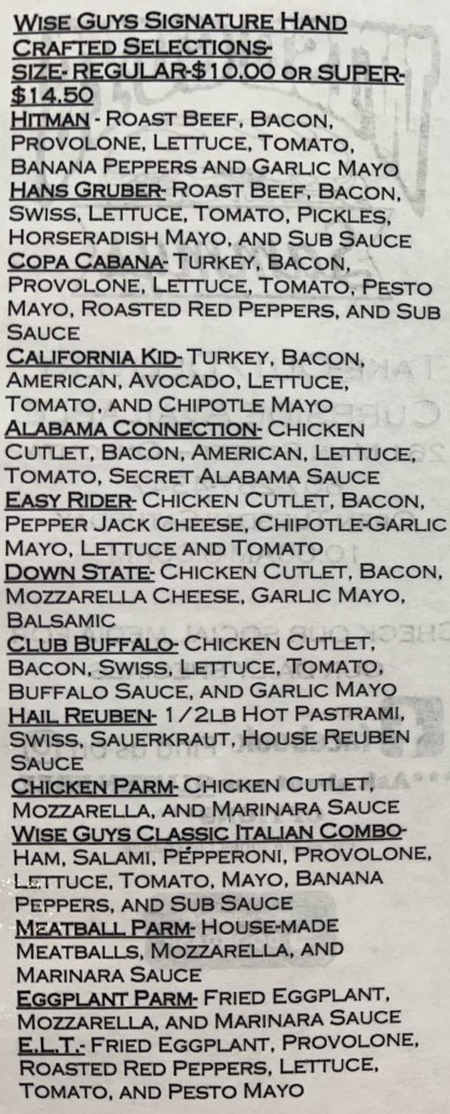 Wise Guys Signature Hand
Crafted Selections-
Size- Regular-$10.00 or Super-
$14.50
Hitman - Roast Beef, Bacon,
Provolone, Lettuce, Tomato,
Banana Peppers and Garlic Mayo
Hans Gruber- Roast Beef, Bacon,
Swiss, Lettuce, Tomato, Pickles,
Horseradish Mayo, and Sub Sauce
Copa Cabana- Turkey, Bacon,
Provolone, Lettuce, Tomato, Pesto
Mayo, Roasted Red Peppers, and Sub
Sauce
California Kid- Turkey, Bacon,
American, Avocado, Lettuce,
Tomato, and Chipotle Mayo
Alabama Connection- Chicken
Cutlet, Bacon, American, Lettuce,
Tomato, Secret Alabama Sauce
Easy Rider- Chicken Cutlet, Bacon,
Pepper Jack Cheese, Chipotle-Garlic
Mayo, Lettuce and Tomato
Down State- Chicken Cutlet, Bacon,
Mozzarella Cheese, Garlic Mayo,
Balsamic
Club Buffalo- Chicken Cutlet,
Bacon, Swiss, Lettuce, Tomato,
Buffalo Sauce, and Garlic Mayo
Hail Reuben- 1/2lb Hot Pastrami,
Swiss, Sauerkraut, House Reuben
Sauce
Chicken Parm- Chicken Cutlet,
Mozzarella, and Marinara Sauce
Wise Guys Classic Italian Combo-
Ham, Salami, Pepperoni, Provolone,
Lettuce, Tomato, Mayo, Banana
Peppers, and Sub Sauce
Meatball Parm- House-made
Meatballs, Mozzarella, and
Marinara Sauce
Eggplant Parm- Fried Eggplant,
Mozzarella, and Marinara Sauce
E.L.T.- Fried Eggplant, Provolone,
Roasted Red Peppers, Lettuce,
Tomato, and Pesto Mayo